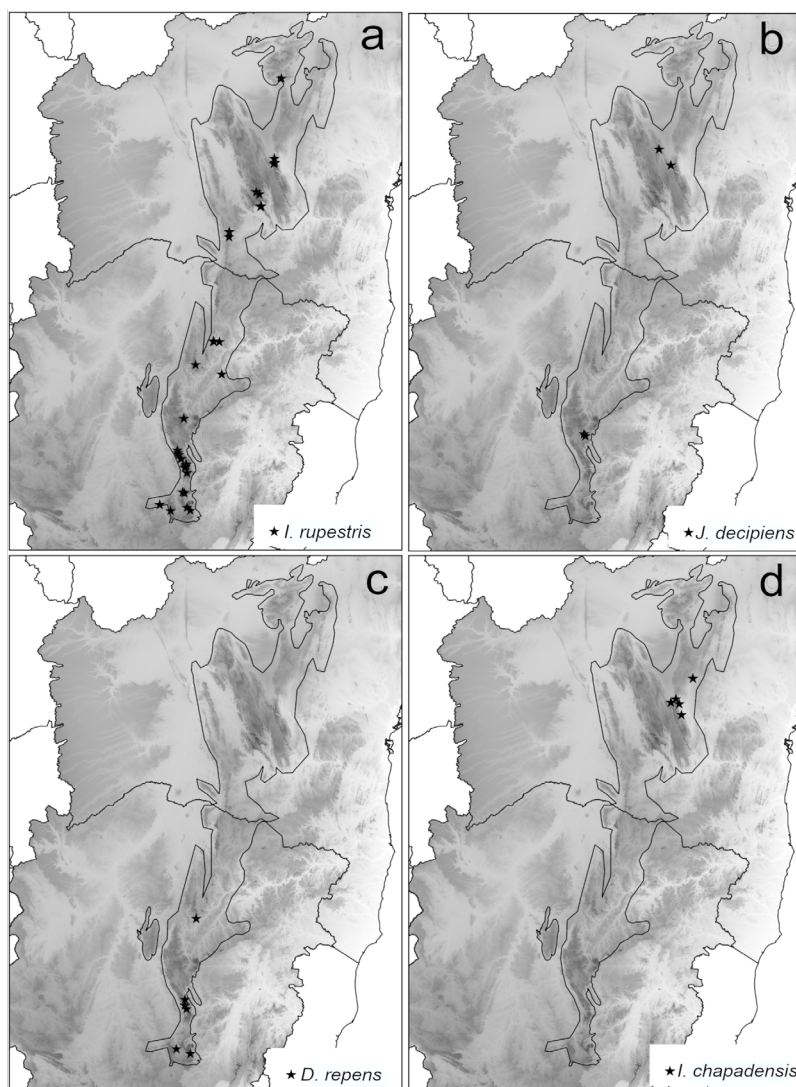 a
b
★ I. rupestris
★ J. decipiens
c
d
★ D. repens
★ I. chapadensis